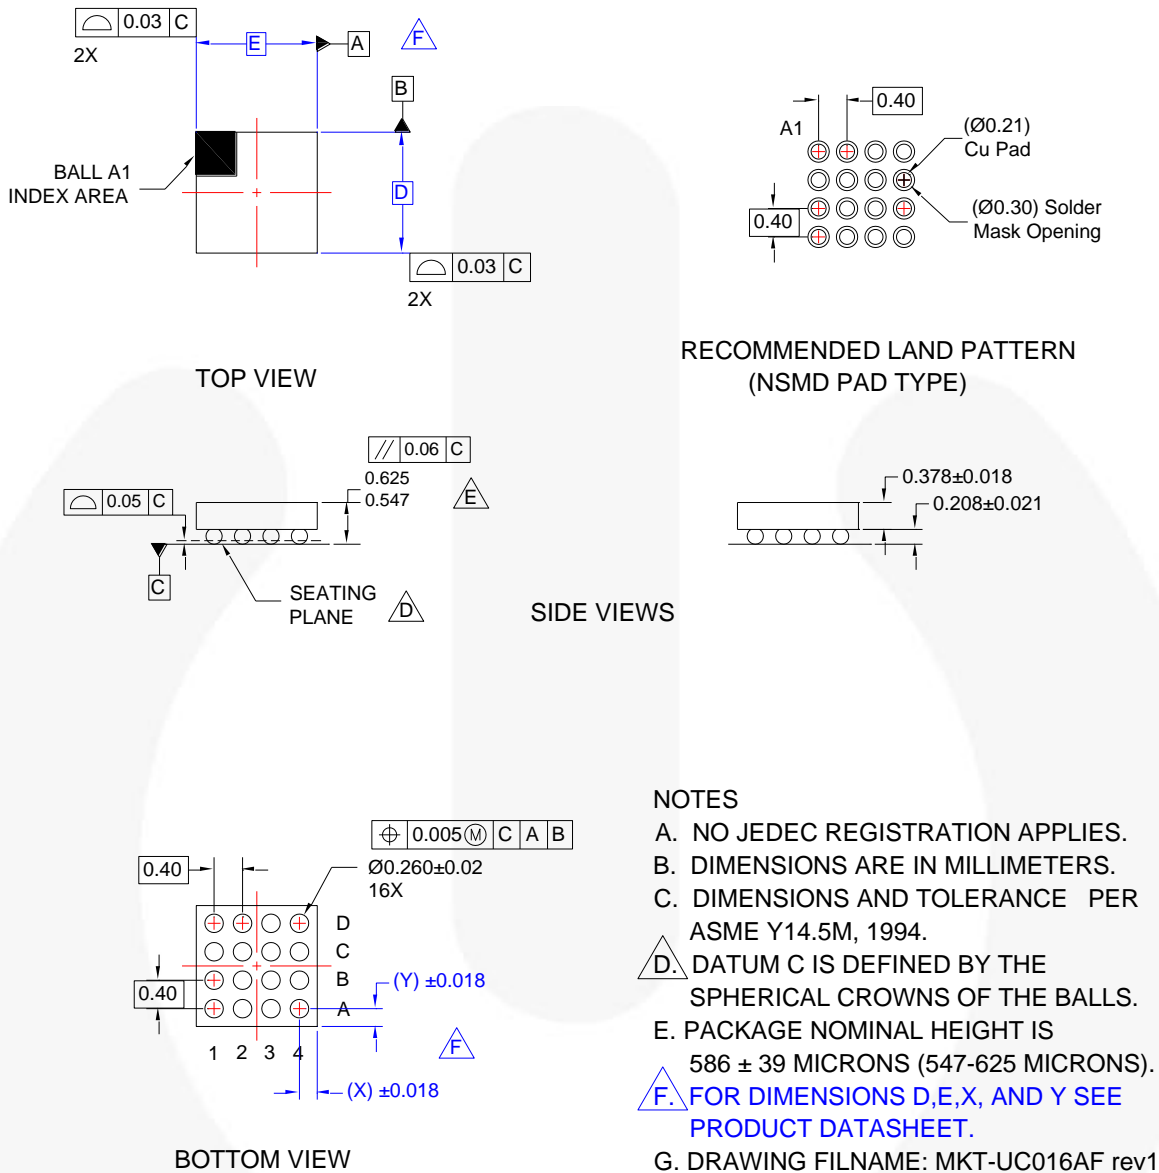 0.03 C
2X
E
A
F
B
BALL A1
INDEX AREA
D
0.03 C
2X
TOP VIEW
0.40
A1
(Ø0.21)
Cu Pad
0.40
(Ø0.30) Solder
Mask Opening
RECOMMENDED LAND PATTERN
(NSMD PAD TYPE)
// 0.06 C
0.625
0.547
E
0.05 C
C
SEATING
PLANE
D
0.378±0.018
0.208±0.021
SIDE VIEWS
0.005 Ⓜ C A B
Ø0.260±0.02
16X
0.40
D
C
B
A
0.40
(Y) ±0.018
F
1 2 3 4
(X) ±0.018
BOTTOM VIEW
NOTES
A. NO JEDEC REGISTRATION APPLIES.
B. DIMENSIONS ARE IN MILLIMETERS.
C. DIMENSIONS AND TOLERANCE PER
ASME Y14.5M, 1994.
D. DATUM C IS DEFINED BY THE
SPHERICAL CROWNS OF THE BALLS.
E. PACKAGE NOMINAL HEIGHT IS
586 ± 39 MICRONS (547-625 MICRONS).
F. FOR DIMENSIONS D,E,X, AND Y SEE
PRODUCT DATASHEET.
G. DRAWING FILNAME: MKT-UC016AF rev1